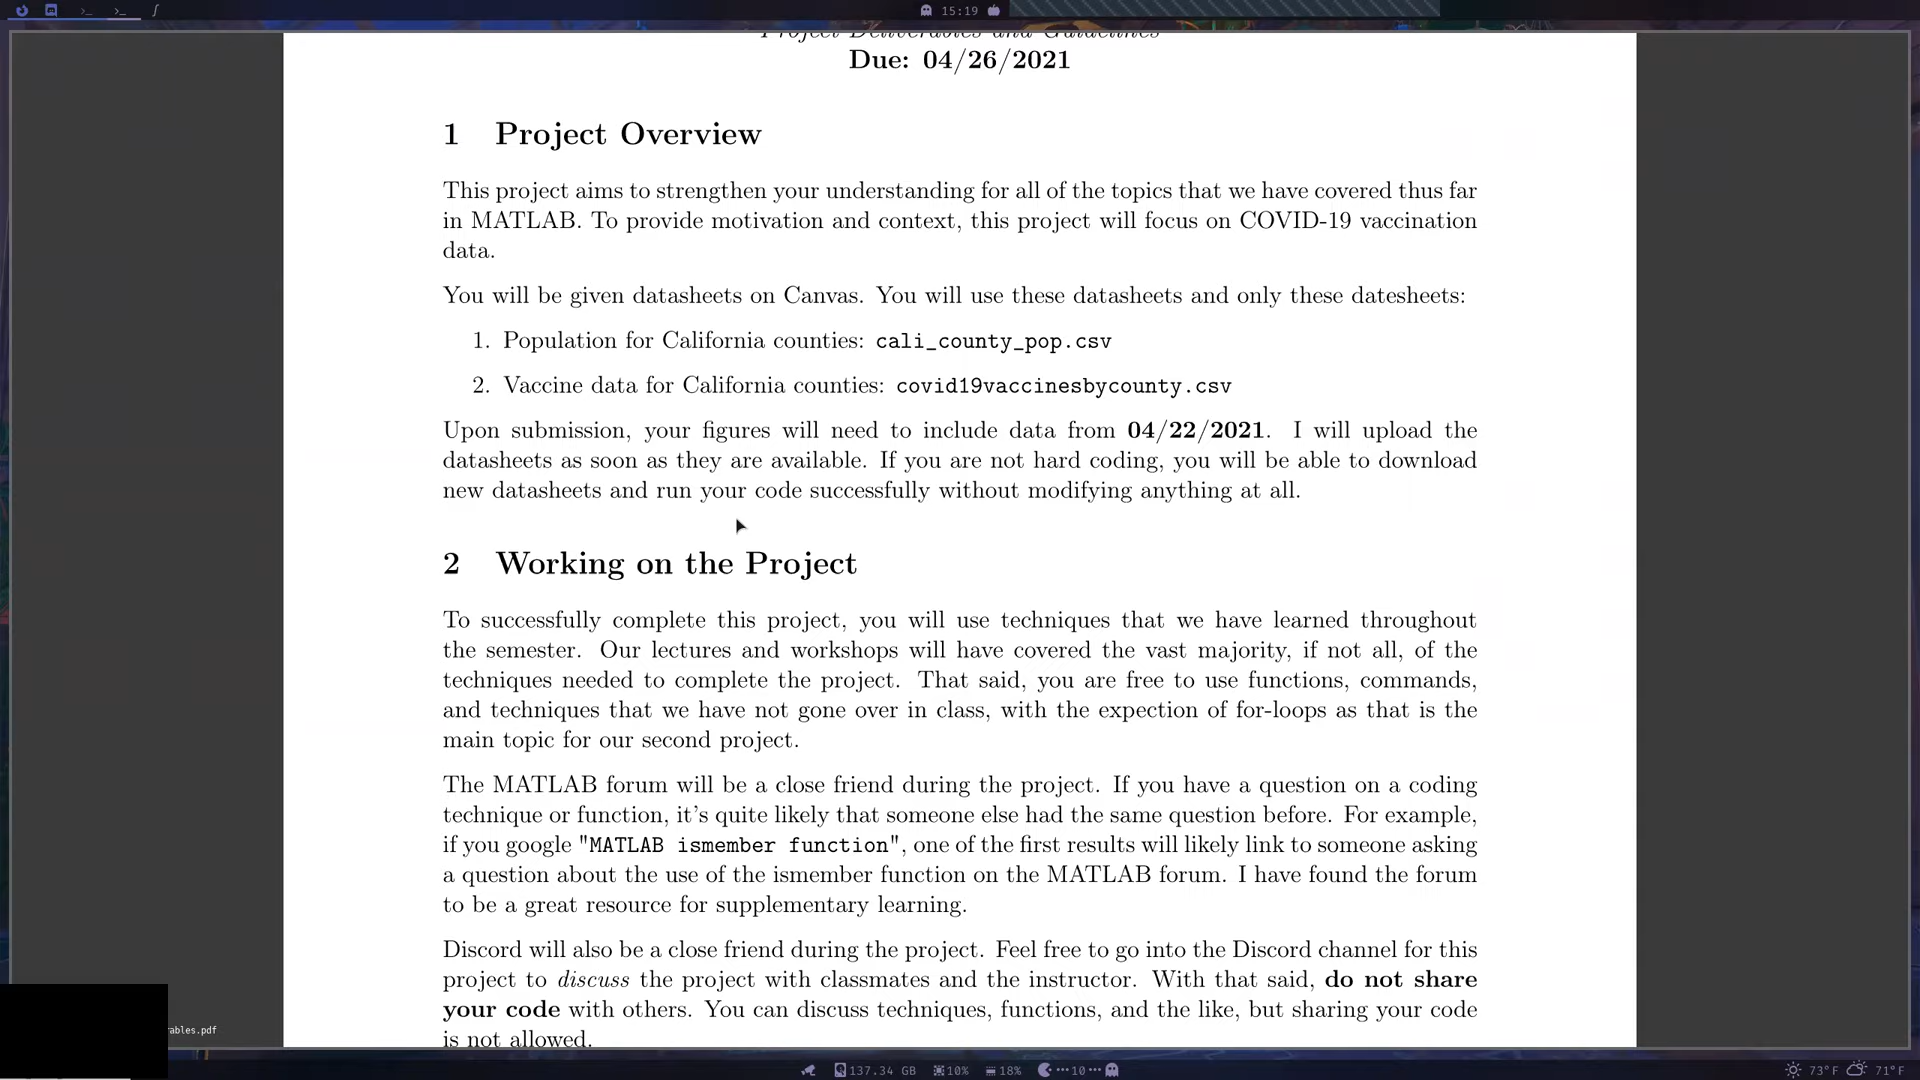 >_ >_ ∫
15:19
Project Deliverables and Guidelines
Due: 04/26/2021
1 Project Overview
This project aims to strengthen your understanding for all of the topics that we have covered thus far
in MATLAB. To provide motivation and context, this project will focus on COVID-19 vaccination
data.
You will be given datasheets on Canvas. You will use these datasheets and only these datesheets:
1. Population for California counties: cali_county_pop.csv
2. Vaccine data for California counties: covid19vaccinesbycounty.csv
Upon submission, your figures will need to include data from 04/22/2021. I will upload the
datasheets as soon as they are available. If you are not hard coding, you will be able to download
new datasheets and run your code successfully without modifying anything at all.
2 Working on the Project
To successfully complete this project, you will use techniques that we have learned throughout
the semester. Our lectures and workshops will have covered the vast majority, if not all, of the
techniques needed to complete the project. That said, you are free to use functions, commands,
and techniques that we have not gone over in class, with the expection of for-loops as that is the
main topic for our second project.
The MATLAB forum will be a close friend during the project. If you have a question on a coding
technique or function, it's quite likely that someone else had the same question before. For example,
if you google "MATLAB ismember function", one of the first results will likely link to someone asking
a question about the use of the ismember function on the MATLAB forum. I have found the forum
to be a great resource for supplementary learning.
Discord will also be a close friend during the project. Feel free to go into the Discord channel for this
project to discuss the project with classmates and the instructor. With that said, do not share
your code with others. You can discuss techniques, functions, and the like, but sharing your code
is not allowed.
rables.pdf
137.34 GB 10% 18% ···10··· 73°F 71°F